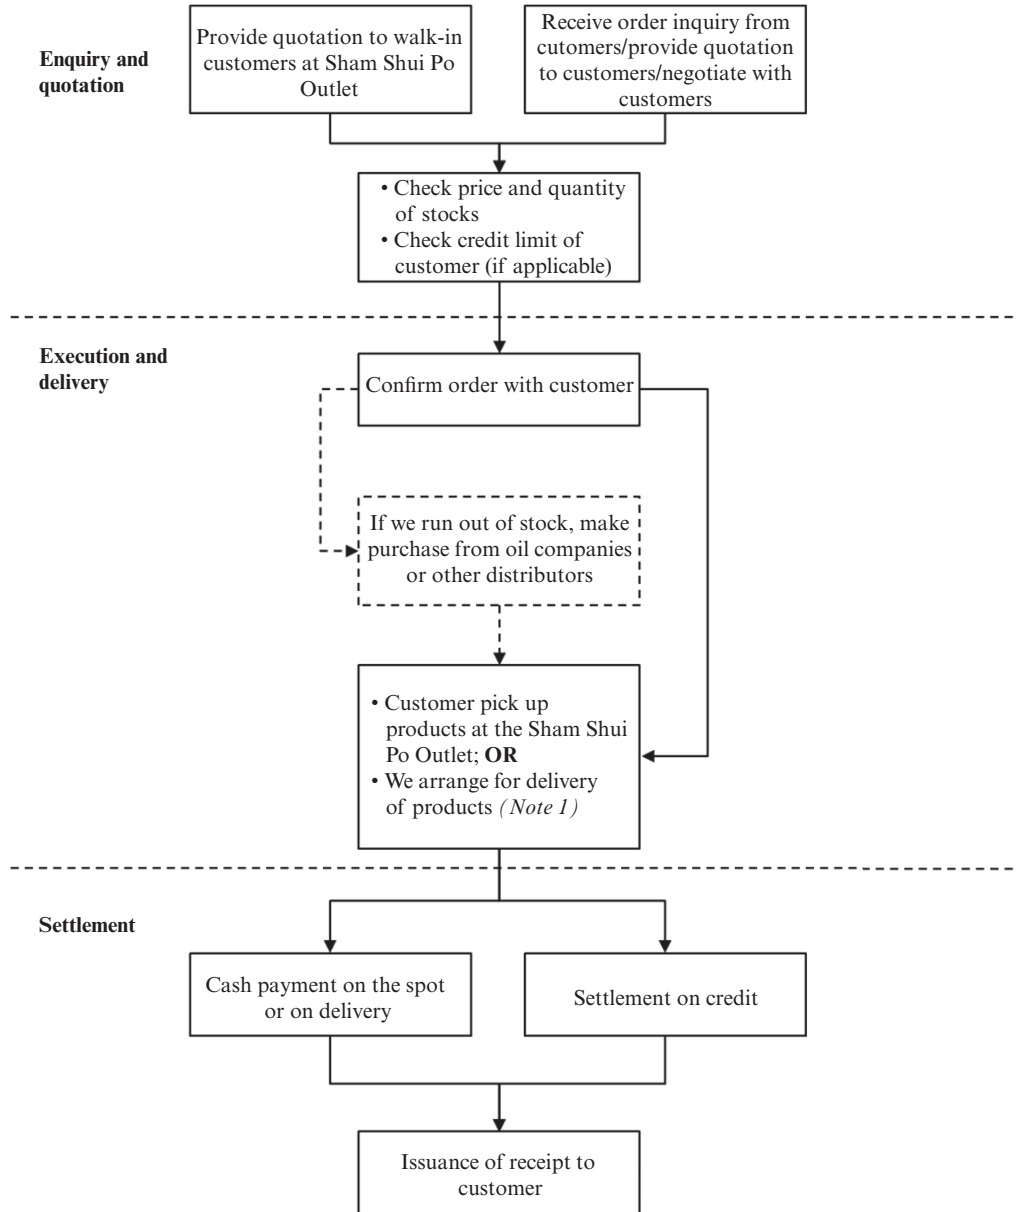 Enquiry and
quotation
Provide quotation to walk-in
customers at Sham Shui Po
Outlet
Receive order inquiry from
cutomers/provide quotation
to customers/negotiate with
customers
• Check price and quantity
of stocks
• Check credit limit of
customer (if applicable)
Execution and
delivery
Confirm order with customer
If we run out of stock, make
purchase from oil companies
or other distributors
• Customer pick up
products at the Sham Shui
Po Outlet; OR
• We arrange for delivery
of products (Note 1)
Settlement
Cash payment on the spot
or on delivery
Settlement on credit
Issuance of receipt to
customer